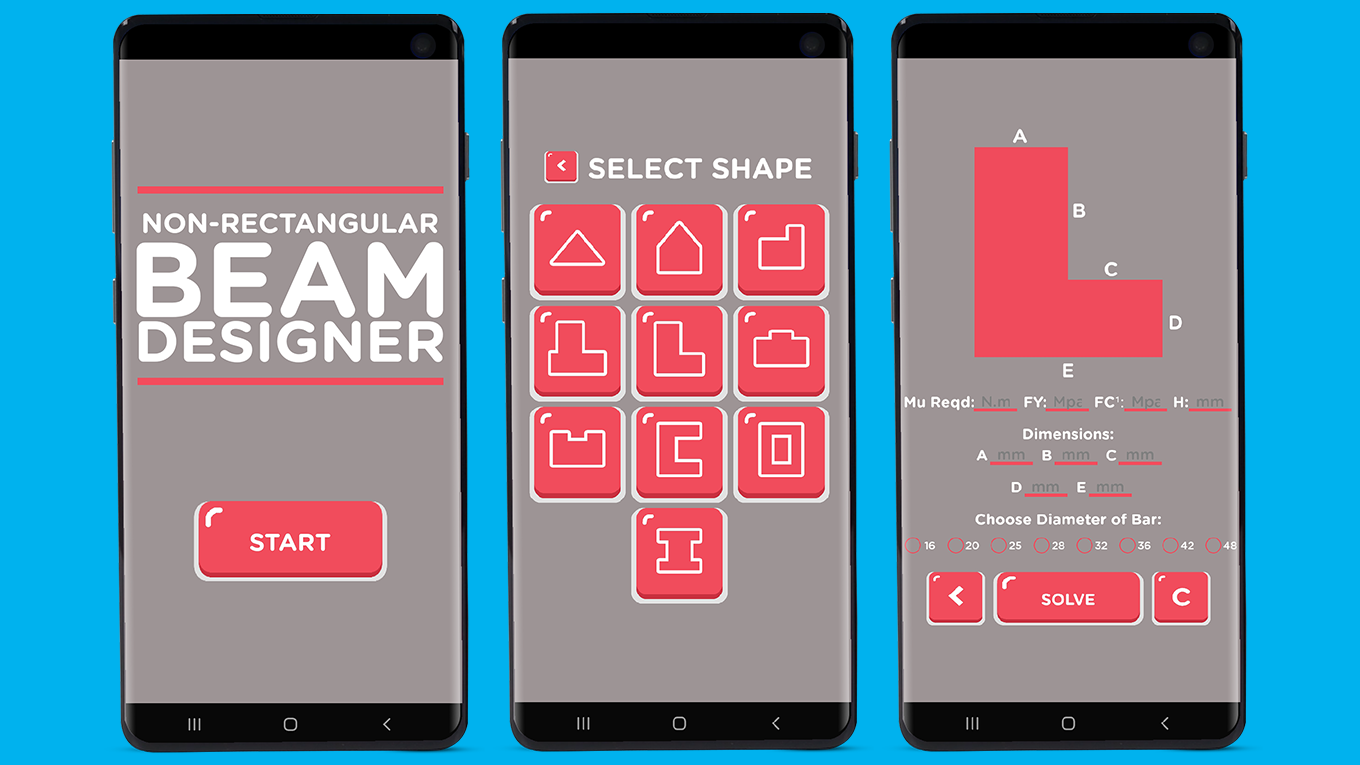 NON-RECTANGULAR
BEAM
DESIGNER
START
< SELECT SHAPE
A
B
C
D
E
Mu Reqd: N.m FY: Mpa FC¹: Mpa H: mm
Dimensions:
A mm B mm C mm
D mm E mm
Choose Diameter of Bar:
16 20 25 28 32 36 42 48
< SOLVE C